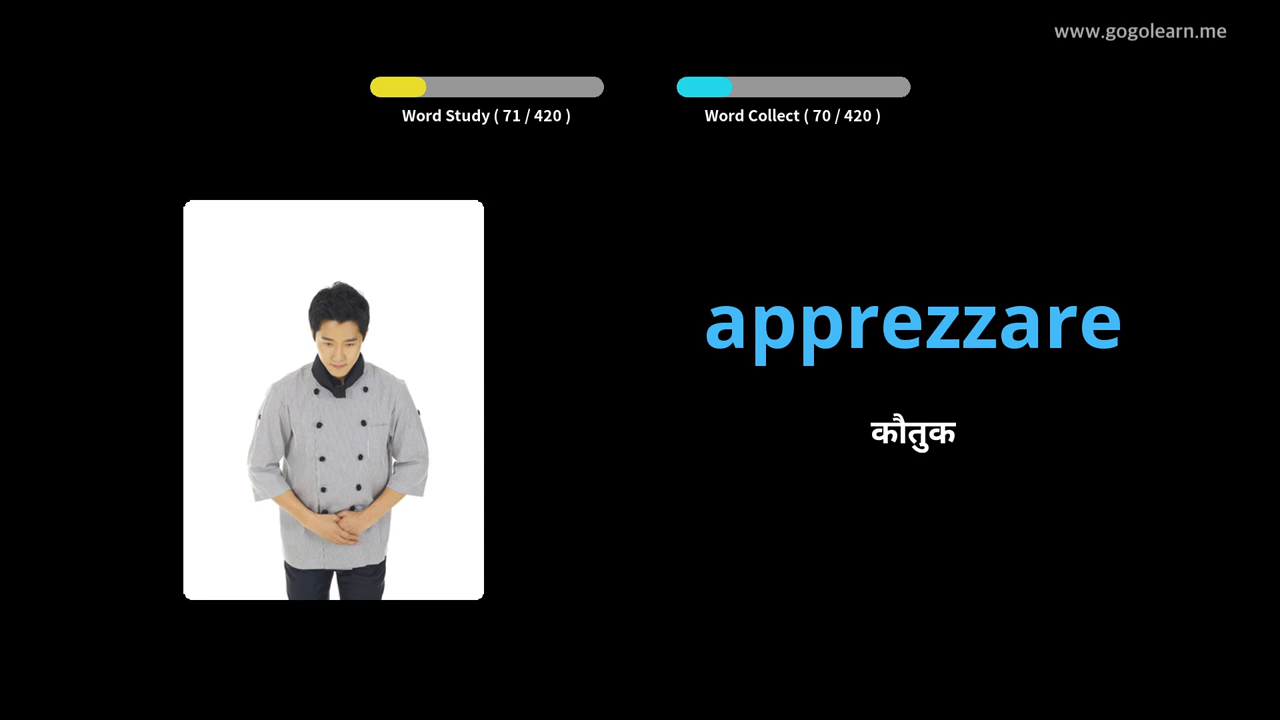 www.gogolearn.me
Word Study ( 71 / 420 )
Word Collect ( 70 / 420 )
apprezzare
कौतुक